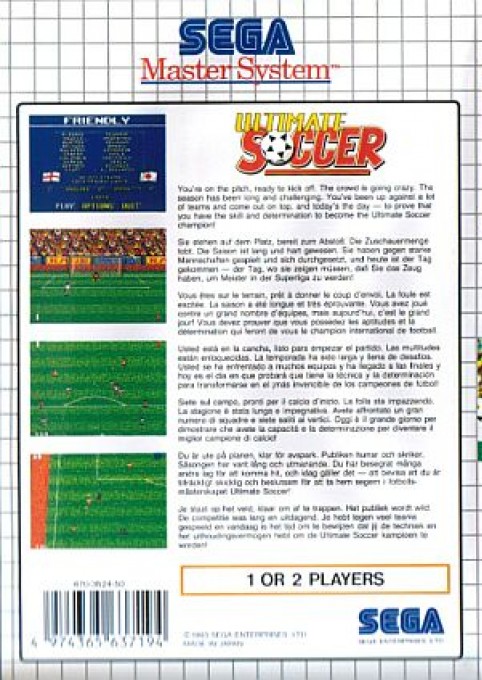 SEGA
Master System™
FRIENDLY
PLAY OPTIONS QUIT
ULTIMATE
SOCCER
You're on the pitch, ready to kick off. The crowd is going crazy. The
season has been long and challenging. You've been up against a lot
of teams and come out on top, and today's the day — to prove that
you have the skill and determination to become the Ultimate Soccer
champion!
Sie stehen auf dem Platz, bereit zum Abstoß. Die Zuschauermenge
tobt. Die Saison ist lang und hart gewesen. Sie haben gegen starke
Mannschaften gespielt und sich durchgesetzt, und heute ist der Tag
gekommen — der Tag, wo sie zeigen müssen, daß Sie das Zeug
haben, um Meister in der Superliga zu werden!
Vous êtes sur le terrain, prêt à donner le coup d'envoi. La foule est
excitée. La saison a été longue et très éprouvante. Vous avez joué
contre un grand nombre d'équipes, mais aujourd'hui, c'est le grand
jour! Vous devez prouver que vous possedez les aptitudes et la
détermination qui feront de vous le champion international de football.
Usted está en la cancha, listo para empezar el partido. Las multitudes
están enloquecidas. La temporada ha sido larga y llena de desafíos.
Usted se ha enfrentado a muchos equipos y ha llegado a las finales y
hoy es el día en que probará que tiene la técnica y la determinación
para transformarse en el ¡más invencible de los campeones de fútbol!
Siete sul campo, pronti per il calcio d'inizio. La folla sta impazzendo.
La stagione è stata lunga e impegnativa. Avete affrontato un gran
numero di squadre e siete saliti ai vertici. Oggi è il grande giorno per
dimostrare che avete la capacità e la determinazione per diventare il
miglior campione di calcio!
Du är ute på planen, klar för avspark. Publiken hurrar och skriker.
Säsongen har varit lång och utmanande. Du har besegrat många
andra lag för att komma hit, och idag gäller det — att bevisa att du är
tillräckligt skicklig och beslutsam för att ta hem segern i fotbolls-
mästerskapet Ultimate Soccer!
Je staat op het veld, klaar om af te trappen. Het publiek wordt wild.
De competitie was lang en uitdagend. Je hebt tegen veel teams
gespeeld en vandaag is het tijd om te bewijzen dat jij de techniek en
het uithoudingsvermogen hebt om de Ultimate Soccer kampioen te
worden!
670-3624-50
1 OR 2 PLAYERS
4 974365 637194
©1993 SEGA ENTERPRISES LTD.
MADE IN JAPAN
SEGA
SEGA ENTERPRISES LTD.